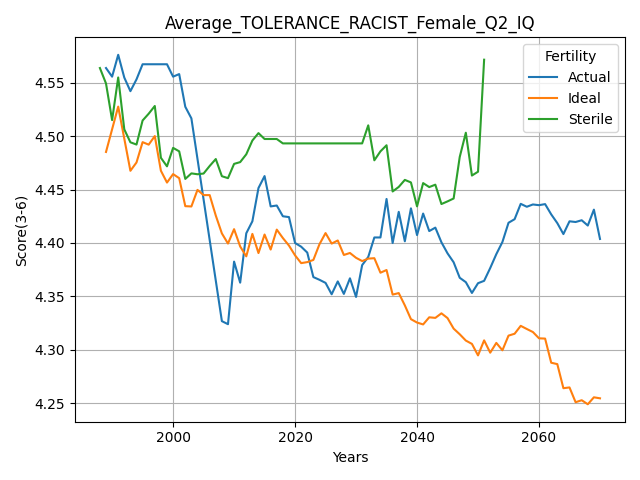 Average_TOLERANCE_RACIST_Female_Q2_IQ
Fertility
Actual
Ideal
Sterile
Score(3-6)
4.55
4.50
4.45
4.40
4.35
4.30
4.25
2000
2020
2040
2060
Years